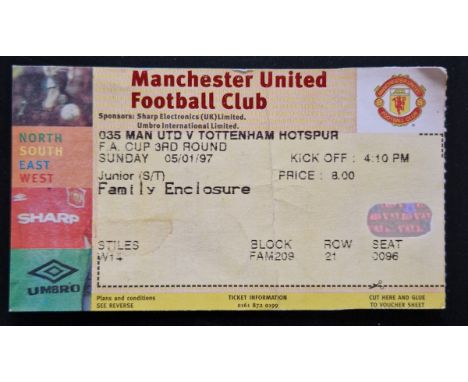 Manchester United
Football Club
Sponsors: Sharp Electronics (UK) Limited.
Umbro International Limited.
NORTH
SOUTH
EAST
WEST
SHARP
UMBRO
035 MAN UTD V TOTTENHAM HOTSPUR
F.A. CUP 3RD ROUND
SUNDAY 05/01/97 KICK OFF : 4:10 PM
Junior (S/T) PRICE : 8.00
Family Enclosure
STILES BLOCK ROW SEAT
W14 FAM209 21 0096
Plans and conditions
SEE REVERSE
TICKET INFORMATION
0161 872 0199
CUT HERE AND GLUE
TO VOUCHER SHEET